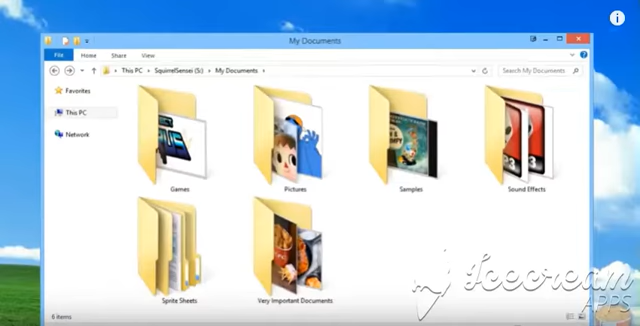 My Documents
File Home Share View
This PC SquirrelSensei (S:) My Documents
Search My Documents
Favorites
This PC
Network
Games
Pictures
Samples
Sound Effects
Sprite Sheets
Very Important Documents
6 items
Icecream
APPS